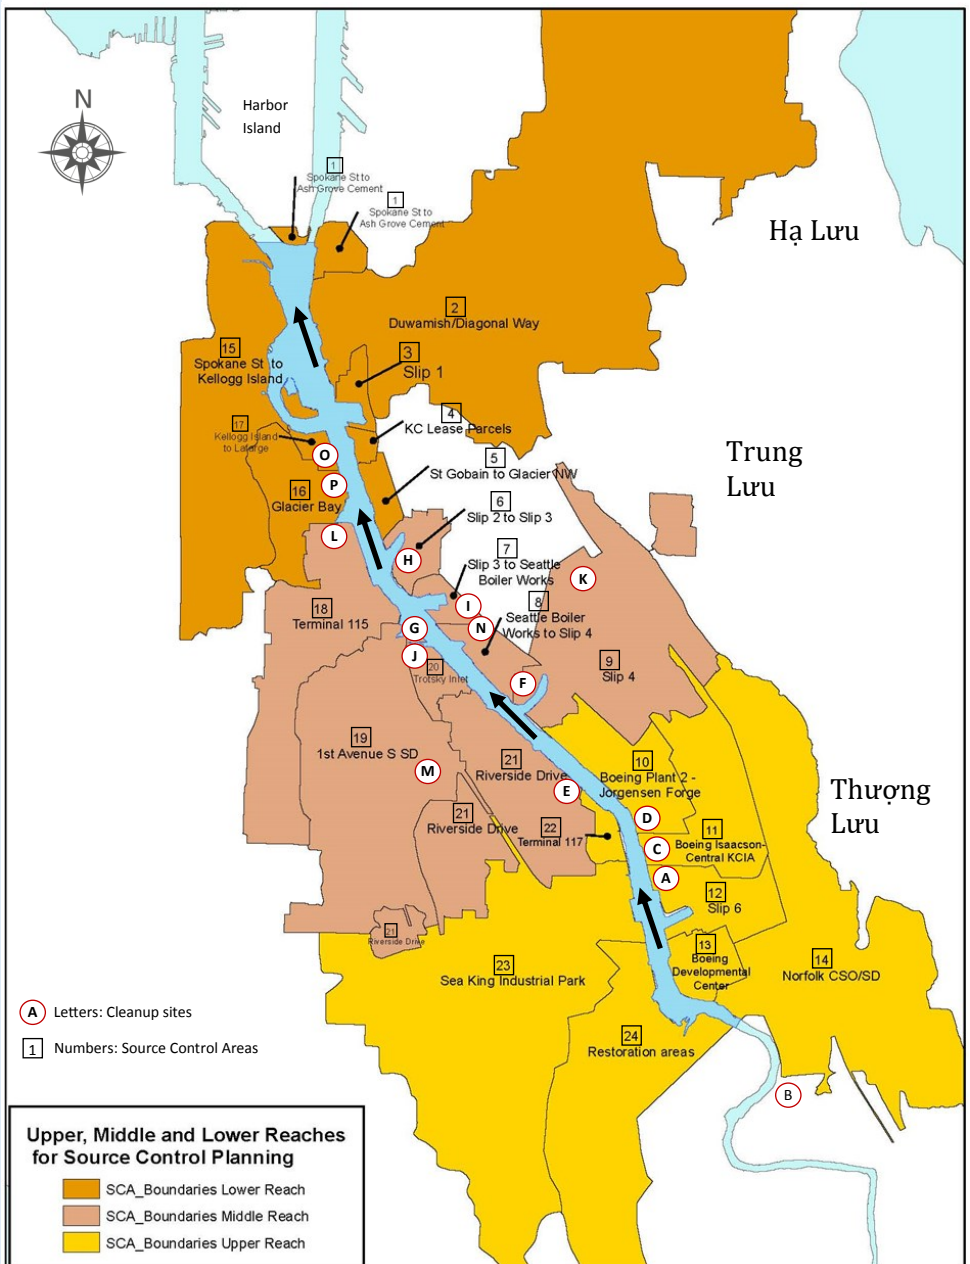 N
Harbor
Island
1
Spokane St to
Ash Grove Cement
1
Spokane St to
Ash Grove Cement
Hạ Lưu
2
Duwamish/Diagonal Way
15
Spokane St to
Kellogg Island
3
Slip 1
4
KC Lease Parcels
17
Kellogg Island
to Lafarge
O
Trung
Lưu
5
St Gobain to Glacier NW
P
16
Glacier Bay
6
Slip 2 to Slip 3
L
H
7
Slip 3 to Seattle
Boiler Works
K
18
Terminal 115
I
8
Seattle Boiler
Works to Slip 4
G
N
J
20
Trotsky Inlet
9
Slip 4
F
19
1st Avenue S SD
M
21
Riverside Drive
E
10
Boeing Plant 2 -
Jorgensen Forge
Thượng
Lưu
21
Riverside Drive
22
Terminal 117
D
11
Boeing Isaacson-
Central KCIA
C
A
12
Slip 6
21
Riverside Drive
13
Boeing
Developmental
Center
14
Norfolk CSO/SD
23
Sea King Industrial Park
24
Restoration areas
B
A Letters: Cleanup sites
1 Numbers: Source Control Areas
Upper, Middle and Lower Reaches
for Source Control Planning
SCA_Boundaries Lower Reach
SCA_Boundaries Middle Reach
SCA_Boundaries Upper Reach